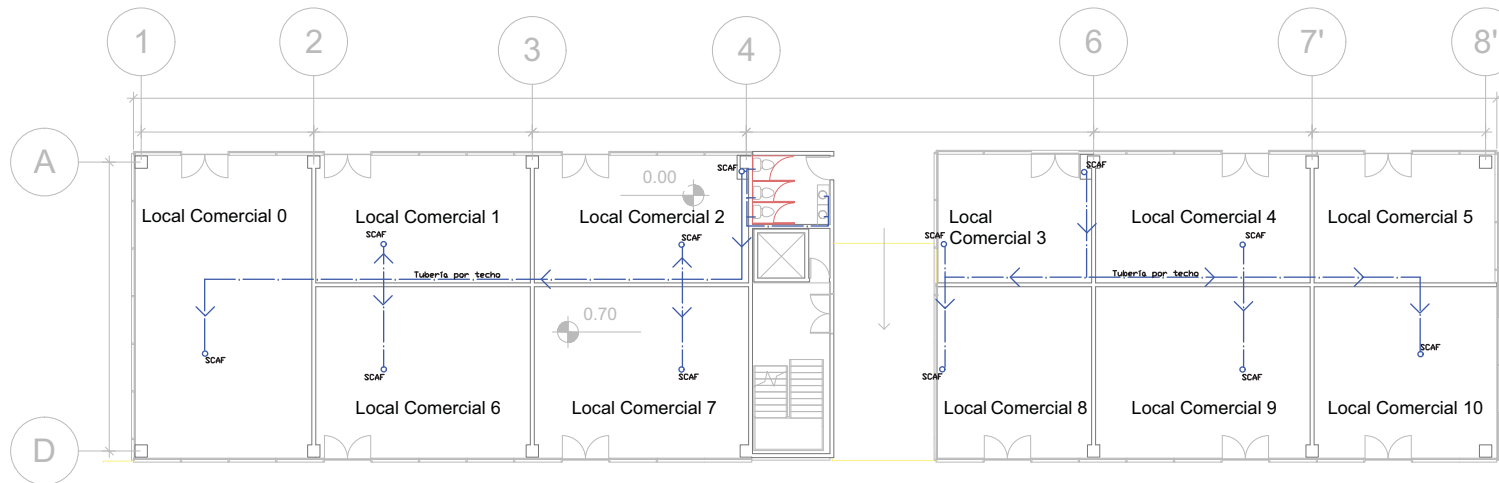 1
2
3
4
6
7'
8'
A
SCAF
SCAF
0.00
Local Comercial 0
Local Comercial 1
Local Comercial 2
Local
Comercial 3
Local Comercial 4
Local Comercial 5
SCAF
SCAF
SCAF
SCAF
Tubería por techo
Tubería por techo
0.70
SCAF
SCAF
SCAF
SCAF
SCAF
SCAF
SCAF
Local Comercial 6
Local Comercial 7
Local Comercial 8
Local Comercial 9
Local Comercial 10
D